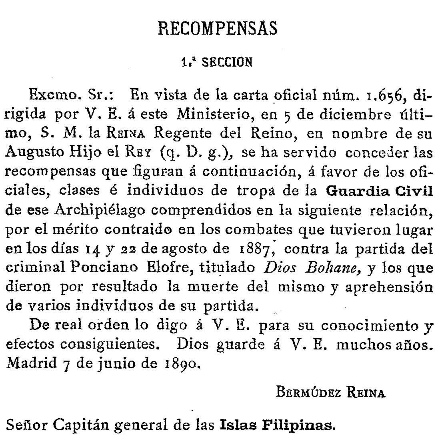 RECOMPENSAS
1.ª SECCION
Excmo. Sr.: En vista de la carta oficial núm. 1.656, di-
rigida por V. E. á este Ministerio, en 5 de diciembre últi-
mo, S. M. la REINA Regente del Reino, en nombre de su
Augusto Hijo el REY (q. D. g.), se ha servido conceder las
recompensas que figuran á continuación, á favor de los ofi-
ciales, clases é individuos de tropa de la Guardia Civil
de ese Archipiélago comprendidos en la siguiente relación,
por el mérito contraido en los combates que tuvieron lugar
en los días 14 y 22 de agosto de 1887, contra la partida del
criminal Ponciano Elofre, titulado Dios Bohane, y los que
dieron por resultado la muerte del mismo y aprehensión
de varios individuos de su partida.
De real orden lo digo á V. E. para su conocimiento y
efectos consiguientes. Dios guarde á V. E. muchos años.
Madrid 7 de junio de 1890.
BERMÚDEZ REINA
Señor Capitán general de las Islas Filipinas.